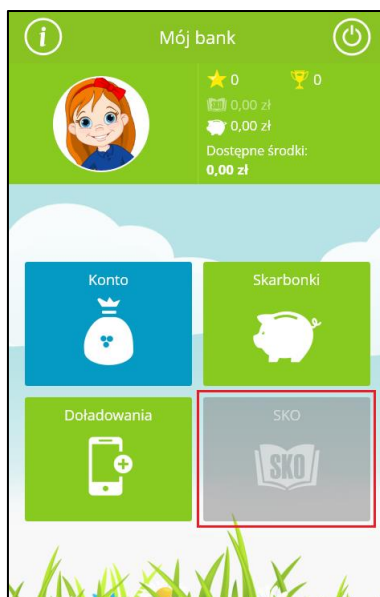 i
Mój bank
0
0
0,00 zł
0,00 zł
Dostępne środki:
0,00 zł
Konto
Skarbonki
Doładowania
SKO
SKO